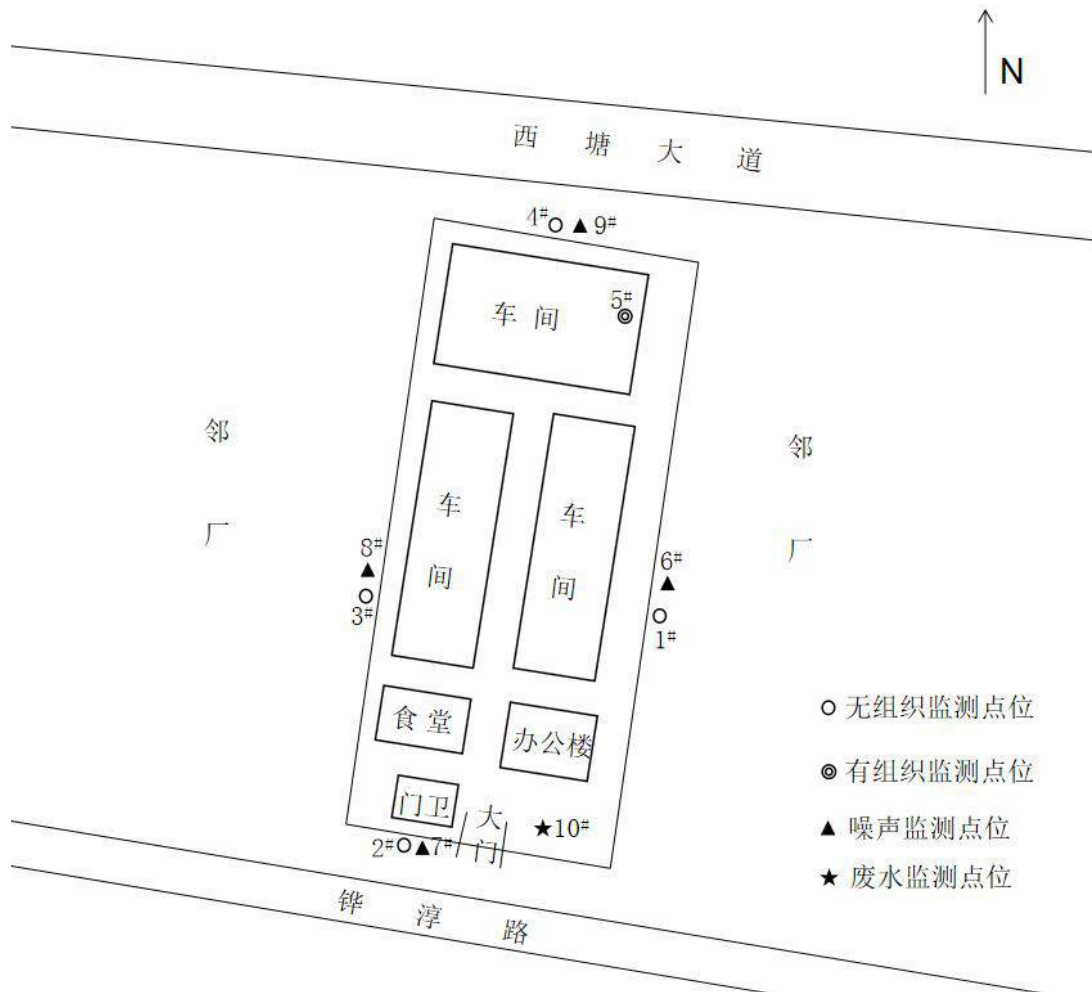 N
西塘大道
4# 9#
5#
车间
邻厂
邻厂
车间
车间
8#
3#
6#
1#
食堂
办公楼
门卫
大门
10#
2# 7#
铧淳路
无组织监测点位
有组织监测点位
噪声监测点位
废水监测点位